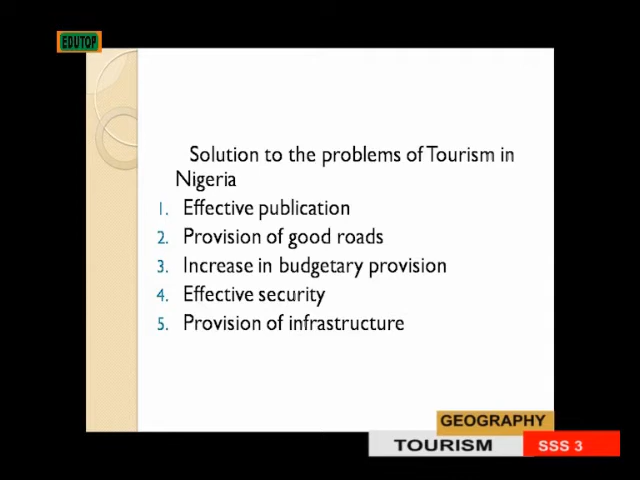 EDUTOP
Solution to the problems of Tourism in
Nigeria
1. Effective publication
2. Provision of good roads
3. Increase in budgetary provision
4. Effective security
5. Provision of infrastructure
GEOGRAPHY
TOURISM SSS 3